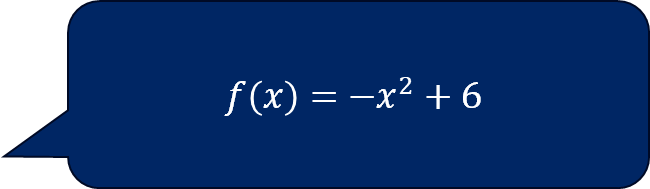 f(x) = −x² + 6